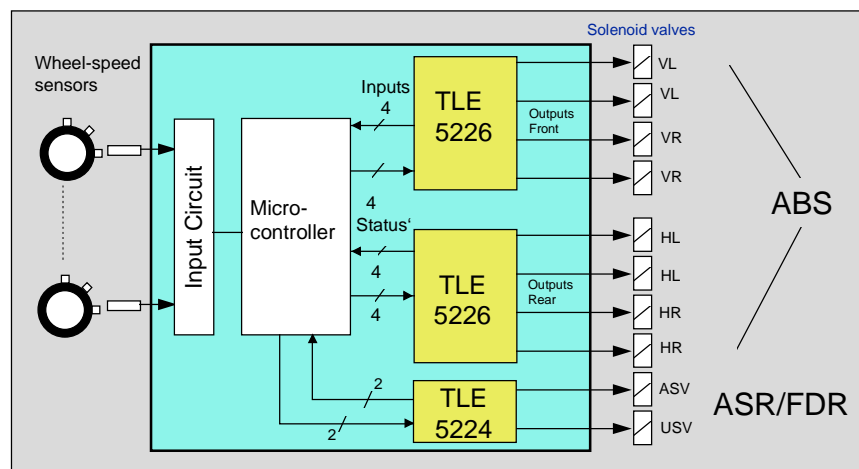 Solenoid valves
Wheel-speed
sensors
Input Circuit
Micro-
controller
Inputs
4
4
Status‘
4
4
2
2
TLE
5226
Outputs
Front
TLE
5226
Outputs
Rear
TLE
5224
VL
VL
VR
VR
HL
HL
HR
HR
ASV
USV
ABS
ASR/FDR